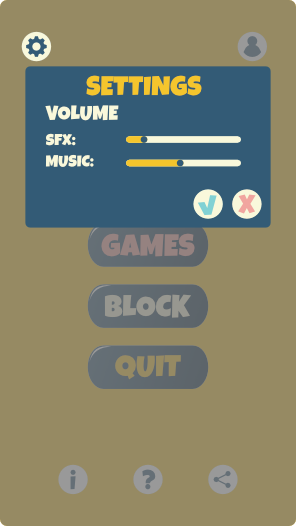 SETTINGS
VOLUME
SFX:
MUSIC:
GAMES
BLOCK
QUIT
i
?